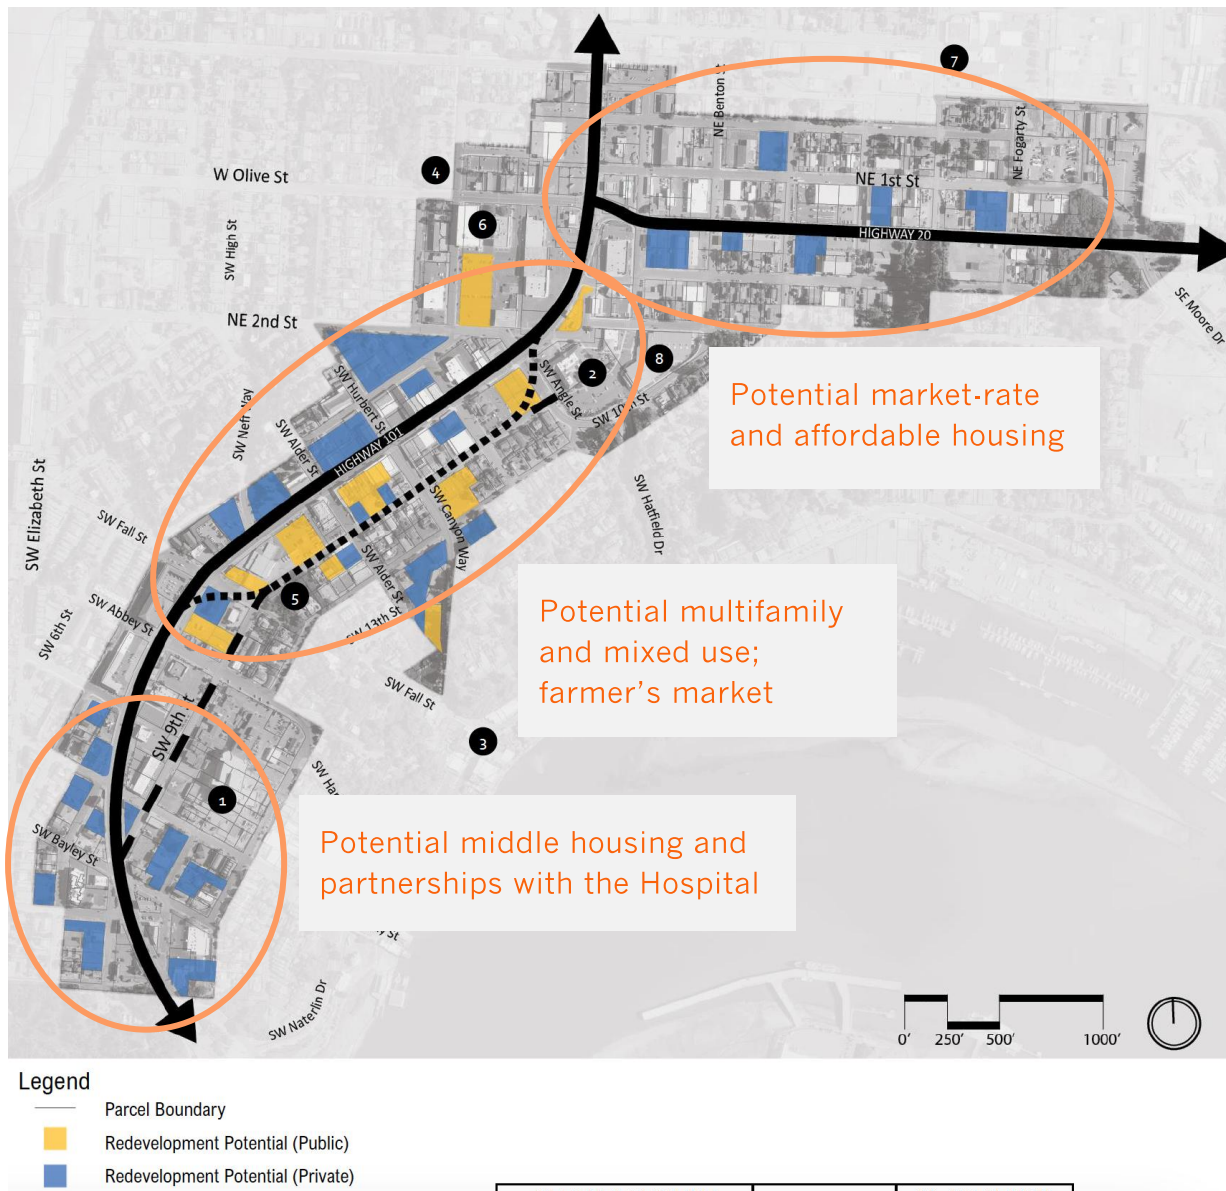 7
NE Benton St
NE Fogarty St
4
W Olive St
NE 1st St
6
SW High St
HIGHWAY 20
SE Moore Dr
NE 2nd St
8
2
SW Angle St
SW 10th St
SW Hurbert St
SW Neff Way
SW Alder St
HIGHWAY 101
Potential market-rate
and affordable housing
SW Elizabeth St
SW Fall St
SW Canyon Way
SW Hatfield Dr
SW Alder St
5
SW Abbey St
SW 6th St
SW 13th St
SW Fall St
Potential multifamily
and mixed use;
farmer's market
SW 9th St
3
1
SW Bayley St
Potential middle housing and
partnerships with the Hospital
SW Naterlin Dr
0' 250' 500' 1000'
Legend
Parcel Boundary
Redevelopment Potential (Public)
Redevelopment Potential (Private)